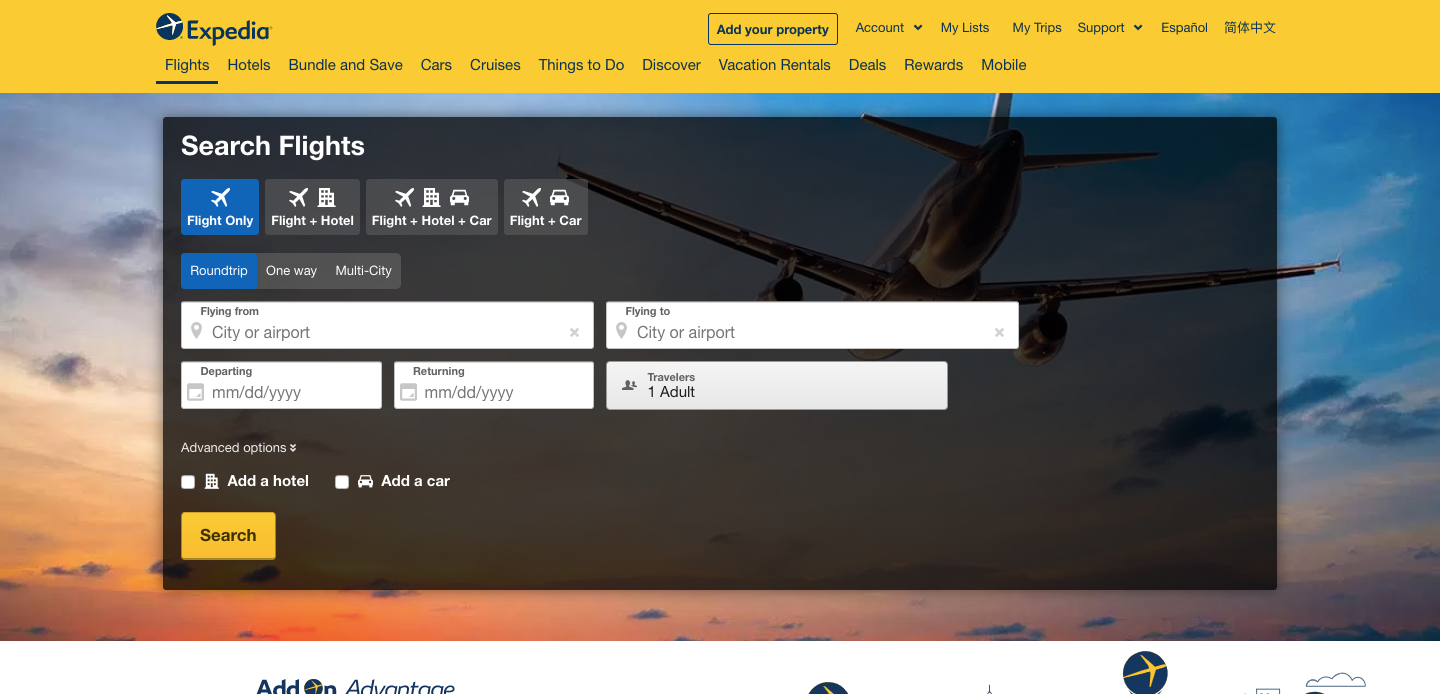 Expedia
Add your property Account My Lists My Trips Support Español 简体中文
Flights Hotels Bundle and Save Cars Cruises Things to Do Discover Vacation Rentals Deals Rewards Mobile
Search Flights
Flight Only Flight + Hotel Flight + Hotel + Car Flight + Car
Roundtrip One way Multi-City
Flying from Flying to
City or airport City or airport
Departing Returning Travelers
mm/dd/yyyy mm/dd/yyyy 1 Adult
Advanced options
Add a hotel Add a car
Search
Add On Advantage